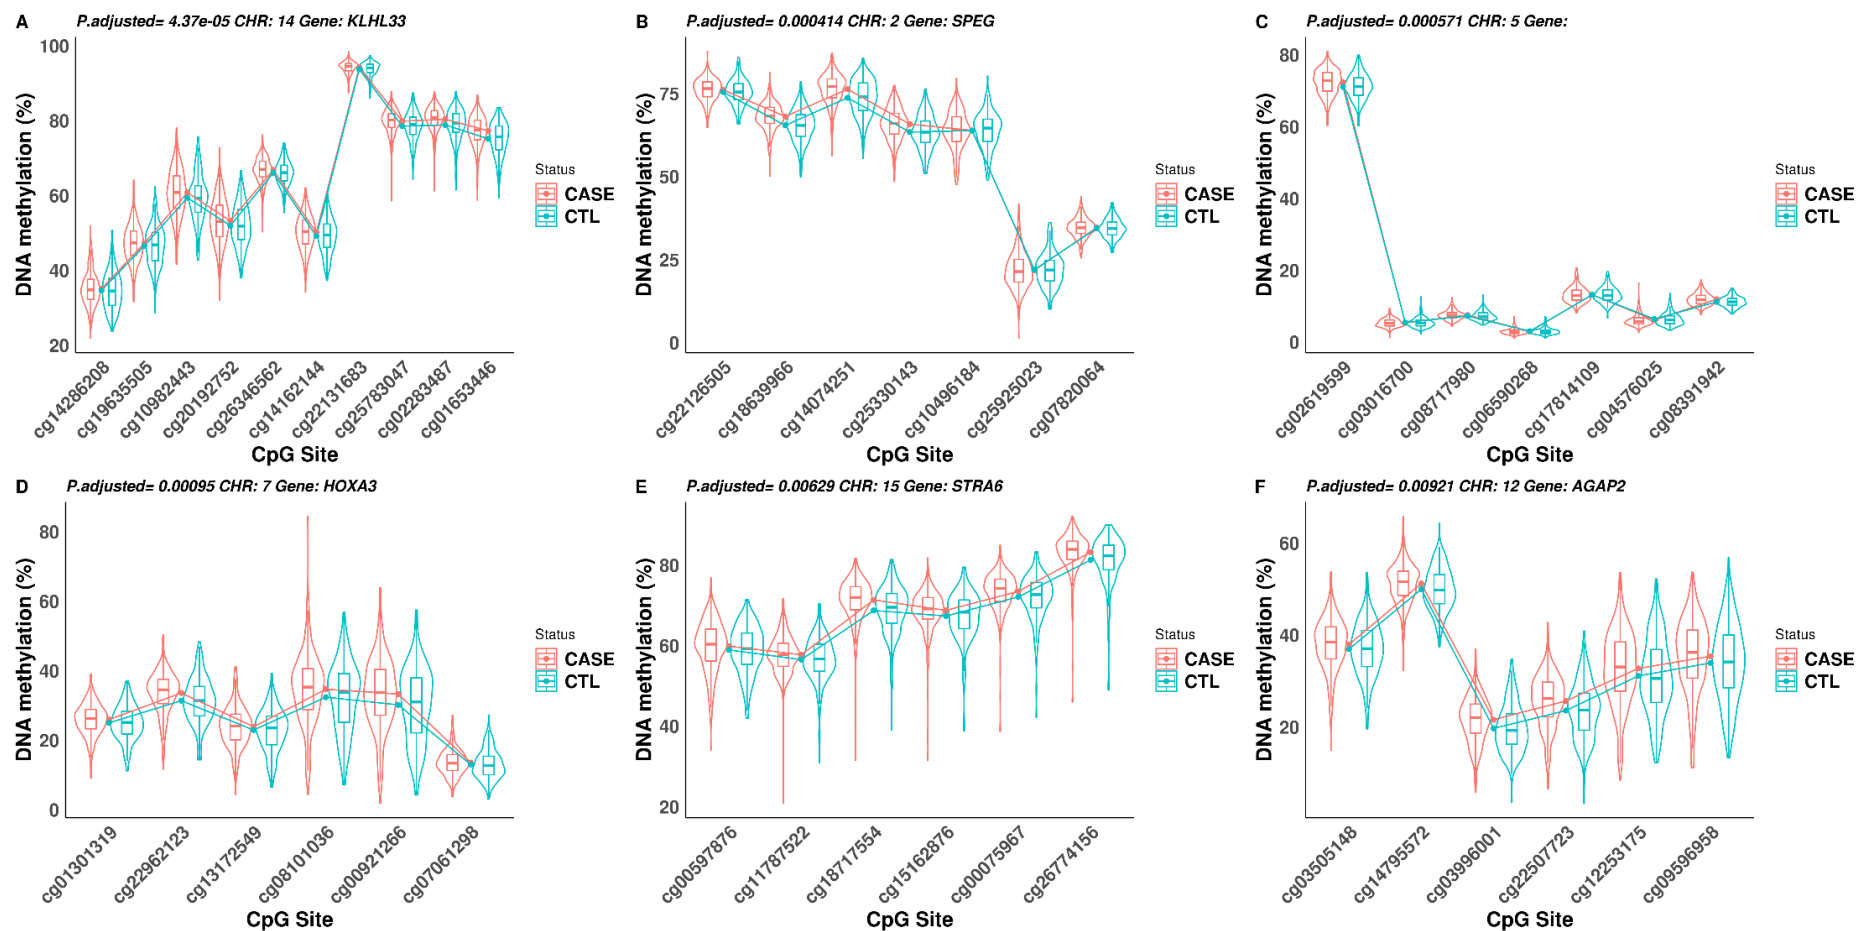 A
P.adjusted= 4.37e-05 CHR: 14 Gene: KLHL33
DNA methylation (%)
100
80
60
40
20
cg14286208
cg19635505
cg10982443
cg20192752
cg26346562
cg14162144
cg22131683
cg25783047
cg02283487
cg01653446
CpG Site
Status
CASE
CTL
B
P.adjusted= 0.000414 CHR: 2 Gene: SPEG
DNA methylation (%)
75
50
25
0
cg22126505
cg18639966
cg14074251
cg25330143
cg10496184
cg25925023
cg07820064
CpG Site
Status
CASE
CTL
C
P.adjusted= 0.000571 CHR: 5 Gene:
DNA methylation (%)
80
60
40
20
0
cg02619599
cg03016700
cg08717980
cg06590268
cg17814109
cg04576025
cg08391942
CpG Site
Status
CASE
CTL
D
P.adjusted= 0.00095 CHR: 7 Gene: HOXA3
DNA methylation (%)
80
60
40
20
0
cg01301319
cg22962123
cg13172549
cg08101036
cg00921266
cg07061298
CpG Site
Status
CASE
CTL
E
P.adjusted= 0.00629 CHR: 15 Gene: STRA6
DNA methylation (%)
80
60
40
20
cg00597876
cg11787522
cg18717554
cg15162876
cg00075967
cg26774156
CpG Site
Status
CASE
CTL
F
P.adjusted= 0.00921 CHR: 12 Gene: AGAP2
DNA methylation (%)
60
40
20
cg03505148
cg14795572
cg03996001
cg22507723
cg12253175
cg09596958
CpG Site
Status
CASE
CTL